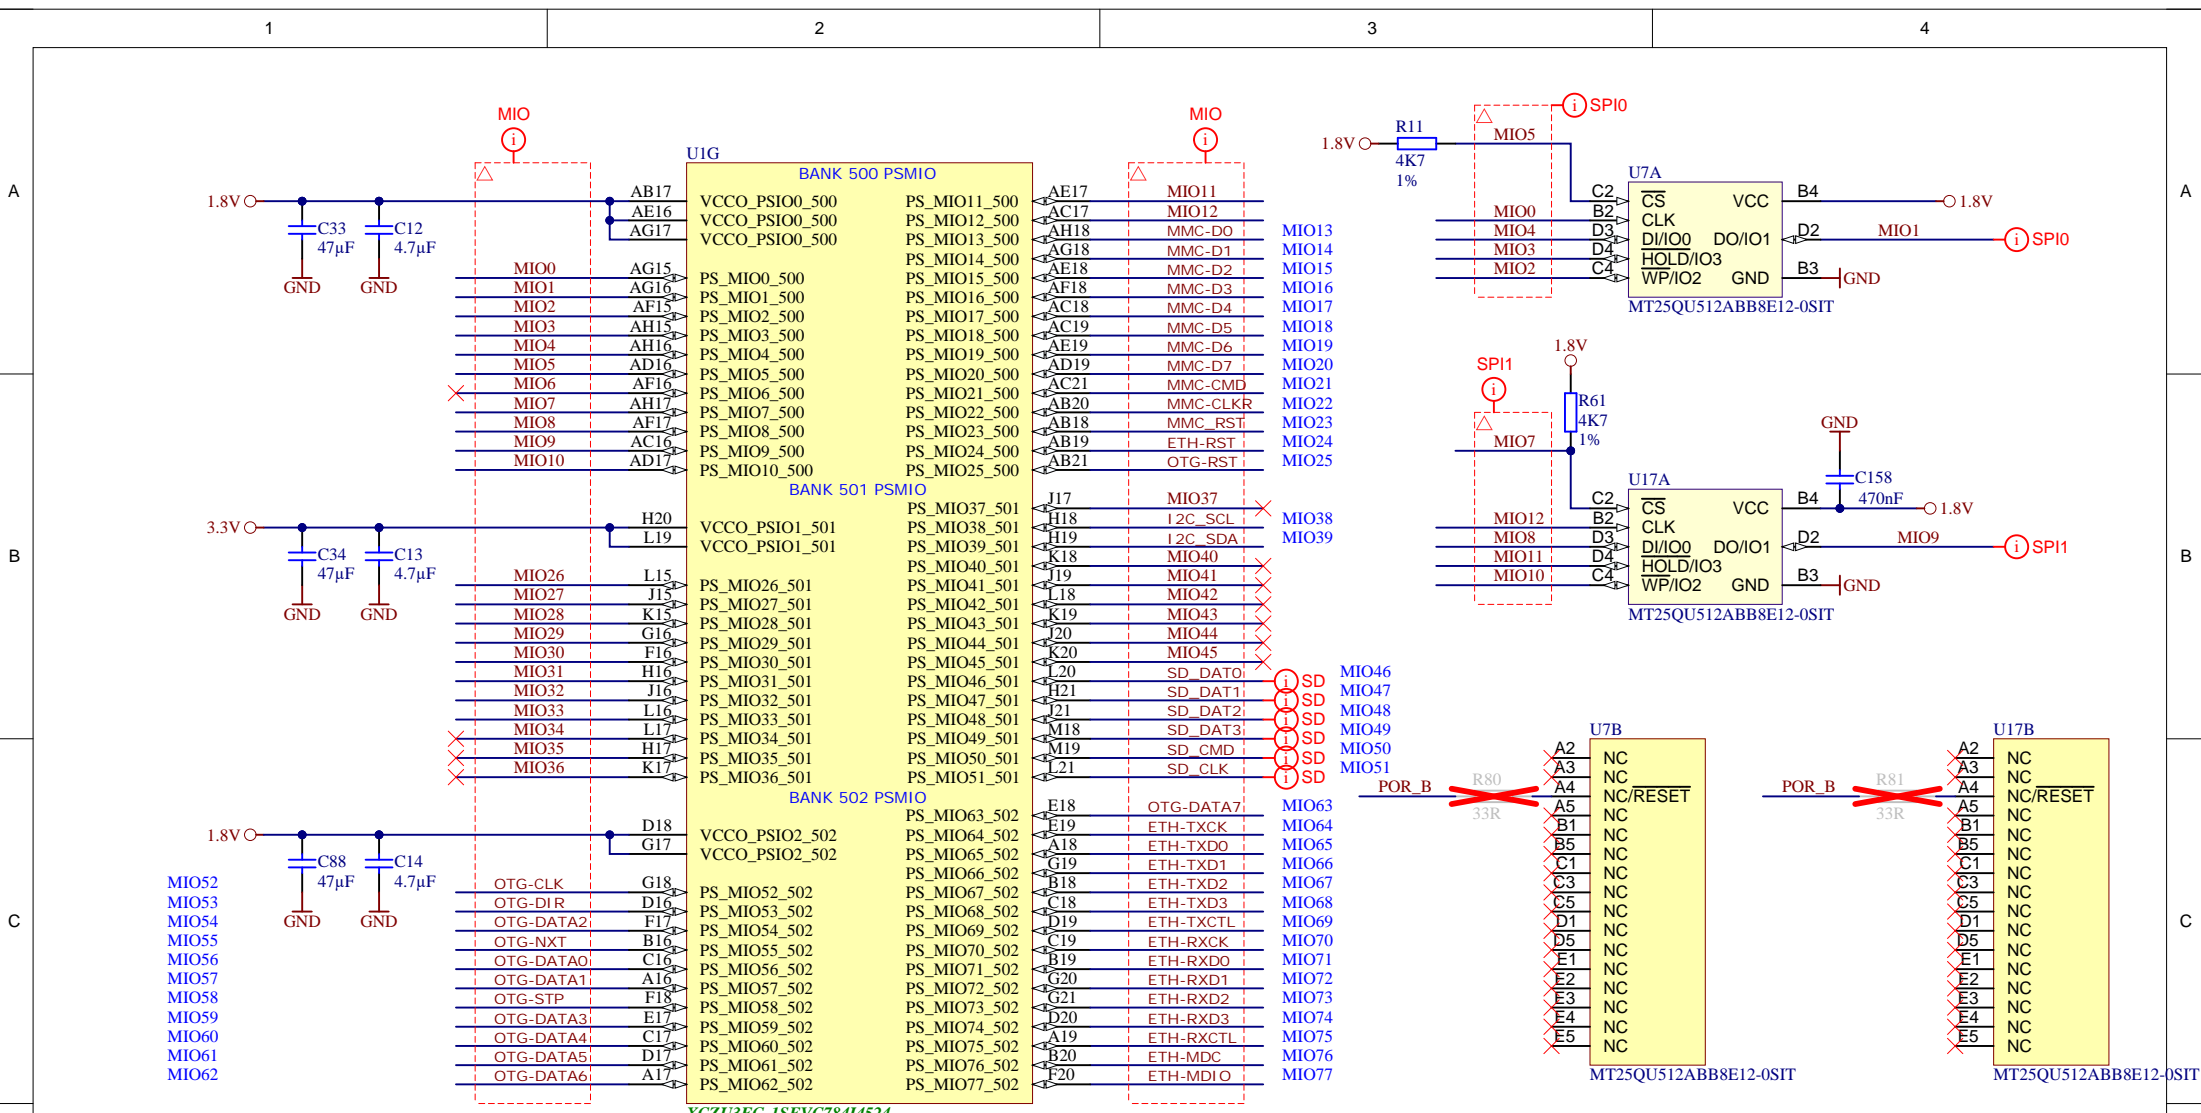 1 2 3 4
A A
B B
C C
MIO
MIO
U1G
BANK 500 PSMIO
1.8V
C33
47µF
GND
C12
4.7µF
GND
AB17 VCCO_PSIO0_500
AE16 VCCO_PSIO0_500
AG17 VCCO_PSIO0_500
MIO0 AG15 PS_MIO0_500
MIO1 AG16 PS_MIO1_500
MIO2 AF15 PS_MIO2_500
MIO3 AH15 PS_MIO3_500
MIO4 AH16 PS_MIO4_500
MIO5 AD16 PS_MIO5_500
MIO6 AF16 PS_MIO6_500
MIO7 AH17 PS_MIO7_500
MIO8 AF17 PS_MIO8_500
MIO9 AC16 PS_MIO9_500
MIO10 AD17 PS_MIO10_500
PS_MIO11_500 AE17 MIO11
PS_MIO12_500 AC17 MIO12
PS_MIO13_500 AH18 MMC-D0 MIO13
PS_MIO14_500 AG18 MMC-D1 MIO14
PS_MIO15_500 AE18 MMC-D2 MIO15
PS_MIO16_500 AF18 MMC-D3 MIO16
PS_MIO17_500 AC18 MMC-D4 MIO17
PS_MIO18_500 AC19 MMC-D5 MIO18
PS_MIO19_500 AE19 MMC-D6 MIO19
PS_MIO20_500 AD19 MMC-D7 MIO20
PS_MIO21_500 AC21 MMC-CMD MIO21
PS_MIO22_500 AB20 MMC-CLKR MIO22
PS_MIO23_500 AB18 MMC_RST MIO23
PS_MIO24_500 AB19 ETH-RST MIO24
PS_MIO25_500 AB21 OTG-RST MIO25
BANK 501 PSMIO
3.3V
C34
47µF
GND
C13
4.7µF
GND
H20 VCCO_PSIO1_501
L19 VCCO_PSIO1_501
MIO26 L15 PS_MIO26_501
MIO27 J15 PS_MIO27_501
MIO28 K15 PS_MIO28_501
MIO29 G16 PS_MIO29_501
MIO30 F16 PS_MIO30_501
MIO31 H16 PS_MIO31_501
MIO32 J16 PS_MIO32_501
MIO33 L16 PS_MIO33_501
MIO34 L17 PS_MIO34_501
MIO35 H17 PS_MIO35_501
MIO36 K17 PS_MIO36_501
PS_MIO37_501 J17 MIO37
PS_MIO38_501 H18 I2C_SCL MIO38
PS_MIO39_501 H19 I2C_SDA MIO39
PS_MIO40_501 K18 MIO40
PS_MIO41_501 J19 MIO41
PS_MIO42_501 L18 MIO42
PS_MIO43_501 K19 MIO43
PS_MIO44_501 J20 MIO44
PS_MIO45_501 K20 MIO45
PS_MIO46_501 L20 SD_DAT0 i SD MIO46
PS_MIO47_501 H21 SD_DAT1 i SD MIO47
PS_MIO48_501 J21 SD_DAT2 i SD MIO48
PS_MIO49_501 M18 SD_DAT3 i SD MIO49
PS_MIO50_501 M19 SD_CMD i SD MIO50
PS_MIO51_501 L21 SD_CLK i SD MIO51
BANK 502 PSMIO
1.8V
C88
47µF
GND
C14
4.7µF
GND
D18 VCCO_PSIO2_502
G17 VCCO_PSIO2_502
MIO52 OTG-CLK G18 PS_MIO52_502
MIO53 OTG-DIR D16 PS_MIO53_502
MIO54 OTG-DATA2 F17 PS_MIO54_502
MIO55 OTG-NXT B16 PS_MIO55_502
MIO56 OTG-DATA0 C16 PS_MIO56_502
MIO57 OTG-DATA1 A16 PS_MIO57_502
MIO58 OTG-STP F18 PS_MIO58_502
MIO59 OTG-DATA3 E17 PS_MIO59_502
MIO60 OTG-DATA4 C17 PS_MIO60_502
MIO61 OTG-DATA5 D17 PS_MIO61_502
MIO62 OTG-DATA6 A17 PS_MIO62_502
PS_MIO63_502 E18 OTG-DATA7 MIO63
PS_MIO64_502 E19 ETH-TXCK MIO64
PS_MIO65_502 A18 ETH-TXD0 MIO65
PS_MIO66_502 G19 ETH-TXD1 MIO66
PS_MIO67_502 B18 ETH-TXD2 MIO67
PS_MIO68_502 C18 ETH-TXD3 MIO68
PS_MIO69_502 D19 ETH-TXCTL MIO69
PS_MIO70_502 C19 ETH-RXCK MIO70
PS_MIO71_502 B19 ETH-RXD0 MIO71
PS_MIO72_502 G20 ETH-RXD1 MIO72
PS_MIO73_502 G21 ETH-RXD2 MIO73
PS_MIO74_502 D20 ETH-RXD3 MIO74
PS_MIO75_502 A19 ETH-RXCTL MIO75
PS_MIO76_502 B20 ETH-MDC MIO76
PS_MIO77_502 F20 ETH-MDIO MIO77
XCZU3EG-1SFVC784I4524
i SPI0
1.8V R11 MIO5
4K7
1%
U7A
C2 CS VCC B4 1.8V
MIO0 B2 CLK
MIO4 D3 DI/IO0 DO/IO1 D2 MIO1 i SPI0
MIO3 D4 HOLD/IO3
MIO2 C4 WP/IO2 GND B3 GND
MT25QU512ABB8E12-0SIT
SPI1
i
1.8V
R61
4K7
1%
MIO7
GND
C158
470nF
U17A
C2 CS VCC B4 1.8V
MIO12 B2 CLK
MIO8 D3 DI/IO0 DO/IO1 D2 MIO9 i SPI1
MIO11 D4 HOLD/IO3
MIO10 C4 WP/IO2 GND B3 GND
MT25QU512ABB8E12-0SIT
U7B
A2 NC
A3 NC
POR_B R80 33R A4 NC/RESET
A5 NC
B1 NC
B5 NC
C1 NC
C3 NC
C5 NC
D1 NC
D5 NC
E1 NC
E2 NC
E3 NC
E4 NC
E5 NC
MT25QU512ABB8E12-0SIT
U17B
A2 NC
A3 NC
POR_B R81 33R A4 NC/RESET
A5 NC
B1 NC
B5 NC
C1 NC
C3 NC
C5 NC
D1 NC
D5 NC
E1 NC
E2 NC
E3 NC
E4 NC
E5 NC
MT25QU512ABB8E12-0SIT